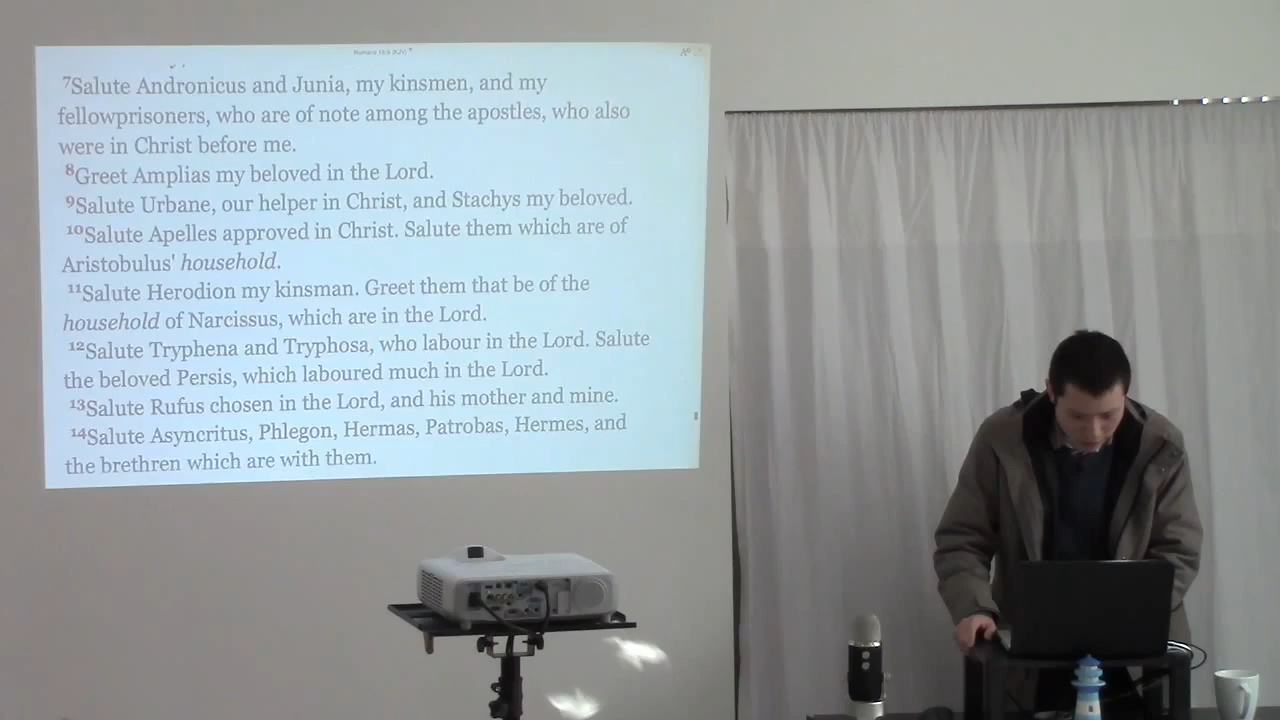 Romans 16:6 (KJV)
7Salute Andronicus and Junia, my kinsmen, and my
fellowprisoners, who are of note among the apostles, who also
were in Christ before me.
8Greet Amplias my beloved in the Lord.
9Salute Urbane, our helper in Christ, and Stachys my beloved.
10Salute Apelles approved in Christ. Salute them which are of
Aristobulus' household.
11Salute Herodion my kinsman. Greet them that be of the
household of Narcissus, which are in the Lord.
12Salute Tryphena and Tryphosa, who labour in the Lord. Salute
the beloved Persis, which laboured much in the Lord.
13Salute Rufus chosen in the Lord, and his mother and mine.
14Salute Asyncritus, Phlegon, Hermas, Patrobas, Hermes, and
the brethren which are with them.